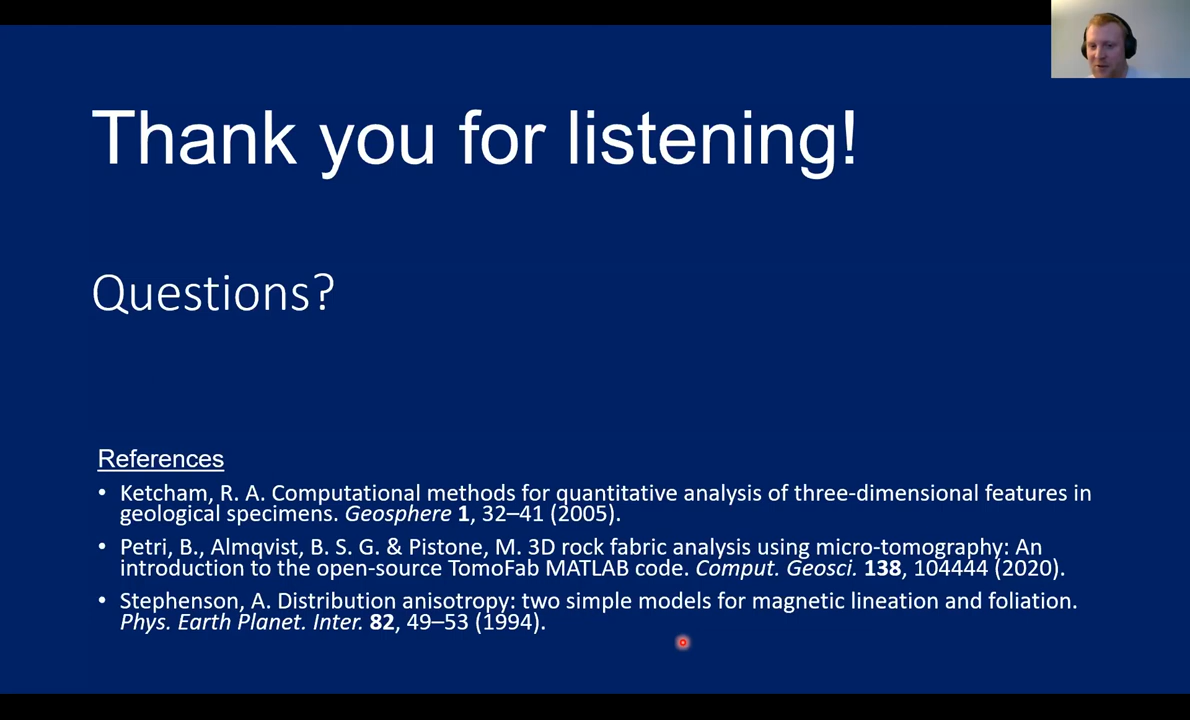 Thank you for listening!
Questions?
References
• Ketcham, R. A. Computational methods for quantitative analysis of three-dimensional features in
geological specimens. Geosphere 1, 32–41 (2005).
• Petri, B., Almqvist, B. S. G. & Pistone, M. 3D rock fabric analysis using micro-tomography: An
introduction to the open-source TomoFab MATLAB code. Comput. Geosci. 138, 104444 (2020).
• Stephenson, A. Distribution anisotropy: two simple models for magnetic lineation and foliation.
Phys. Earth Planet. Inter. 82, 49–53 (1994).